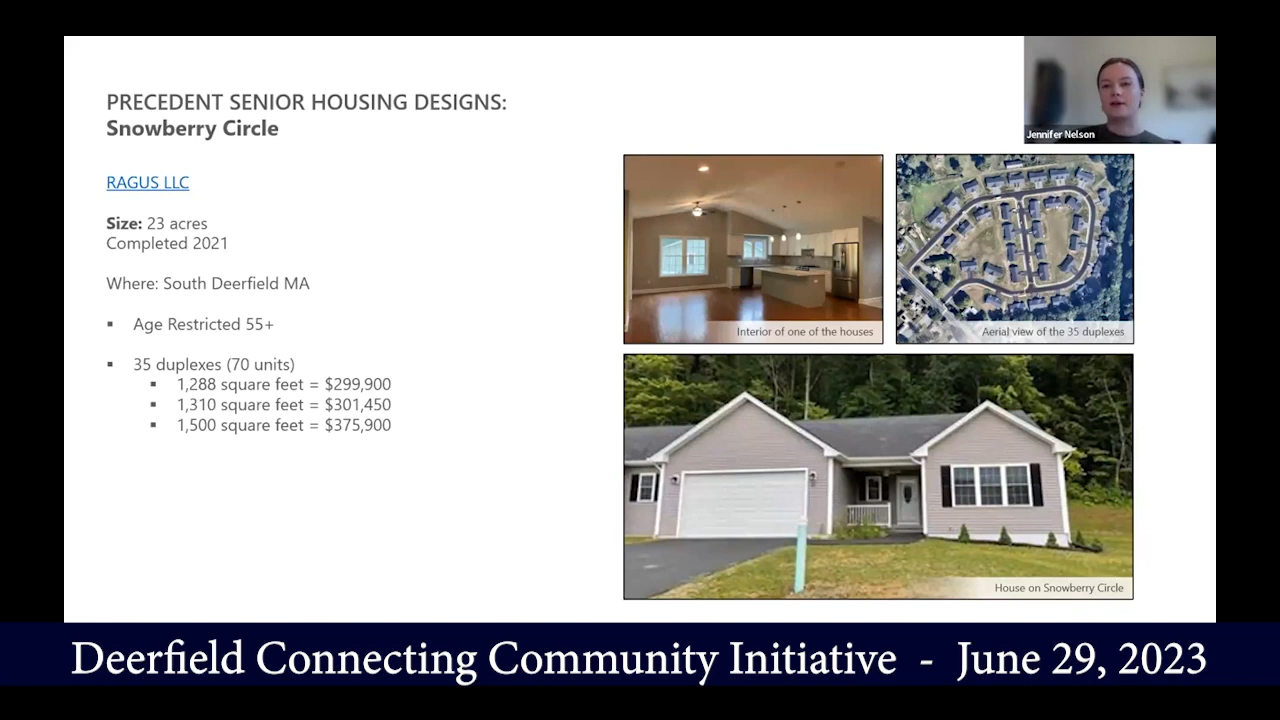 PRECEDENT SENIOR HOUSING DESIGNS:
Snowberry Circle
RAGUS LLC
Size: 23 acres
Completed 2021
Where: South Deerfield MA
▪ Age Restricted 55+
▪ 35 duplexes (70 units)
▪ 1,288 square feet = $299,900
▪ 1,310 square feet = $301,450
▪ 1,500 square feet = $375,900
Jennifer Nelson
Interior of one of the houses
Aerial view of the 35 duplexes
House on Snowberry Circle
Deerfield Connecting Community Initiative - June 29, 2023